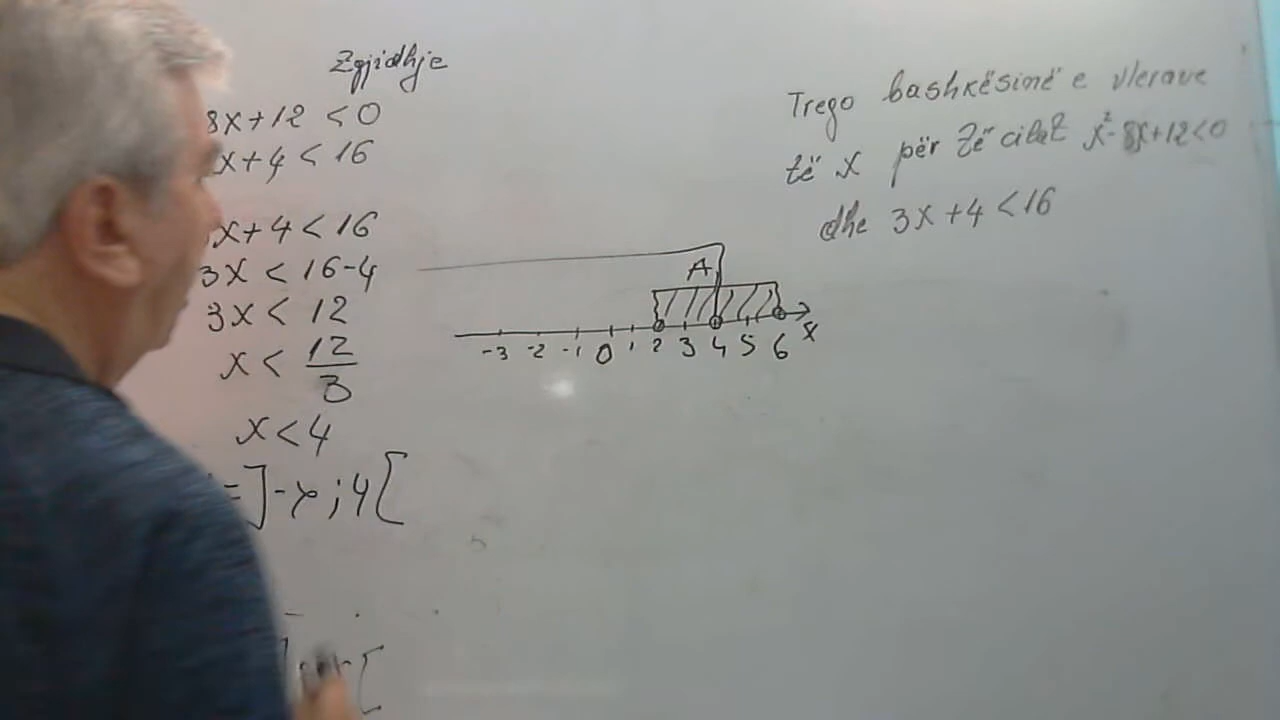 Zgjidhje
8x+12 <0
x+4 < 16
x+4 < 16
3x < 16-4
3x < 12
x < 12/3
x<4
=]-∞;4[
A
-3 -2 -1 0 1 2 3 4 5 6 x
Trego bashkësinë e vlerave
të x për të cilat x²-8x+12<0
dhe 3x+4<16